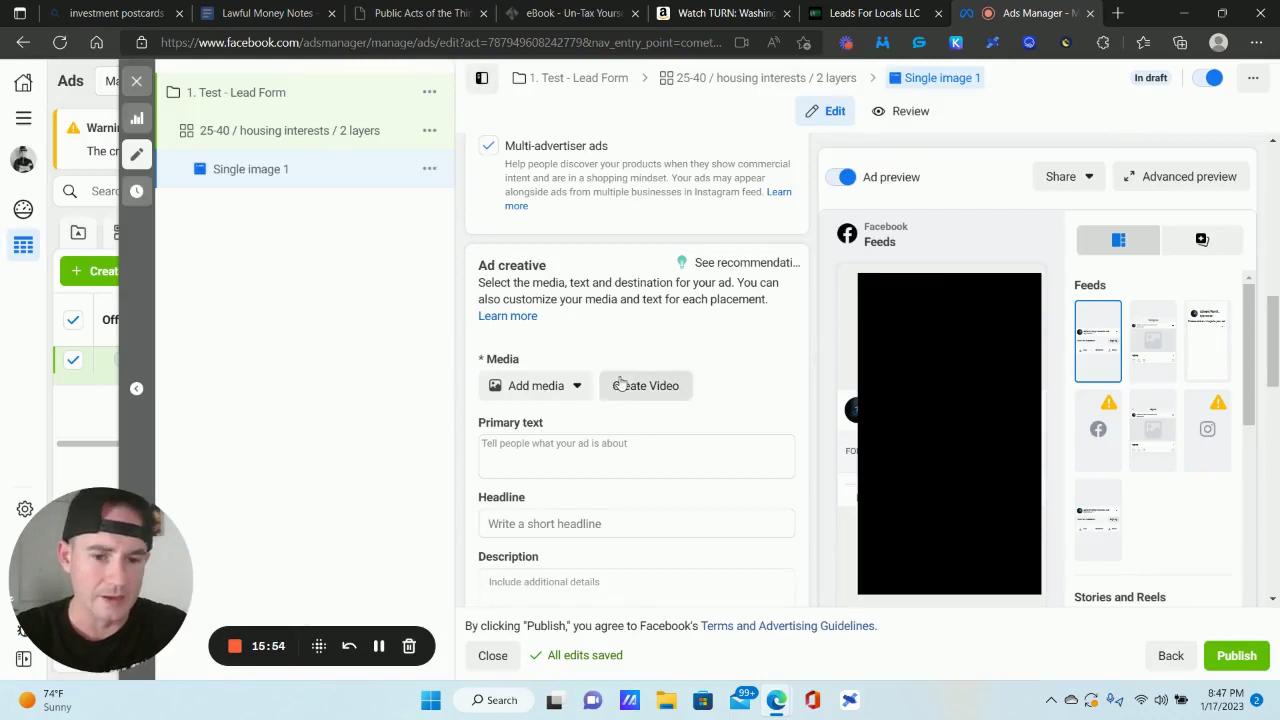 investment postcards
Lawful Money Notes -
Public Acts of the Thi
eBook - Un-Tax Yourse
Watch TURN: Washing
Leads For Locals LLC
Ads Manager - M
https://www.facebook.com/adsmanager/manage/ads/edit?act=787949608242779&nav_entry_point=comet...
Ads
Ma
Warnin
The cr
Searc
Creat
Off
1. Test - Lead Form
25-40 / housing interests / 2 layers
Single image 1
1. Test - Lead Form
25-40 / housing interests / 2 layers
Single image 1
In draft
Edit
Review
Multi-advertiser ads
Help people discover your products when they show commercial
intent and are in a shopping mindset. Your ads may appear
alongside ads from multiple businesses in Instagram feed. Learn
more
Ad creative
See recommendati...
Select the media, text and destination for your ad. You can
also customize your media and text for each placement.
Learn more
* Media
Add media
Create Video
Primary text
Tell people what your ad is about
Headline
Write a short headline
Description
Include additional details
Ad preview
Share
Advanced preview
Facebook
Feeds
FO
Feeds
Stories and Reels
By clicking "Publish," you agree to Facebook's Terms and Advertising Guidelines.
Close
All edits saved
Back
Publish
15:54
74°F
Sunny
Search
99+
8:47 PM
1/17/2023
2